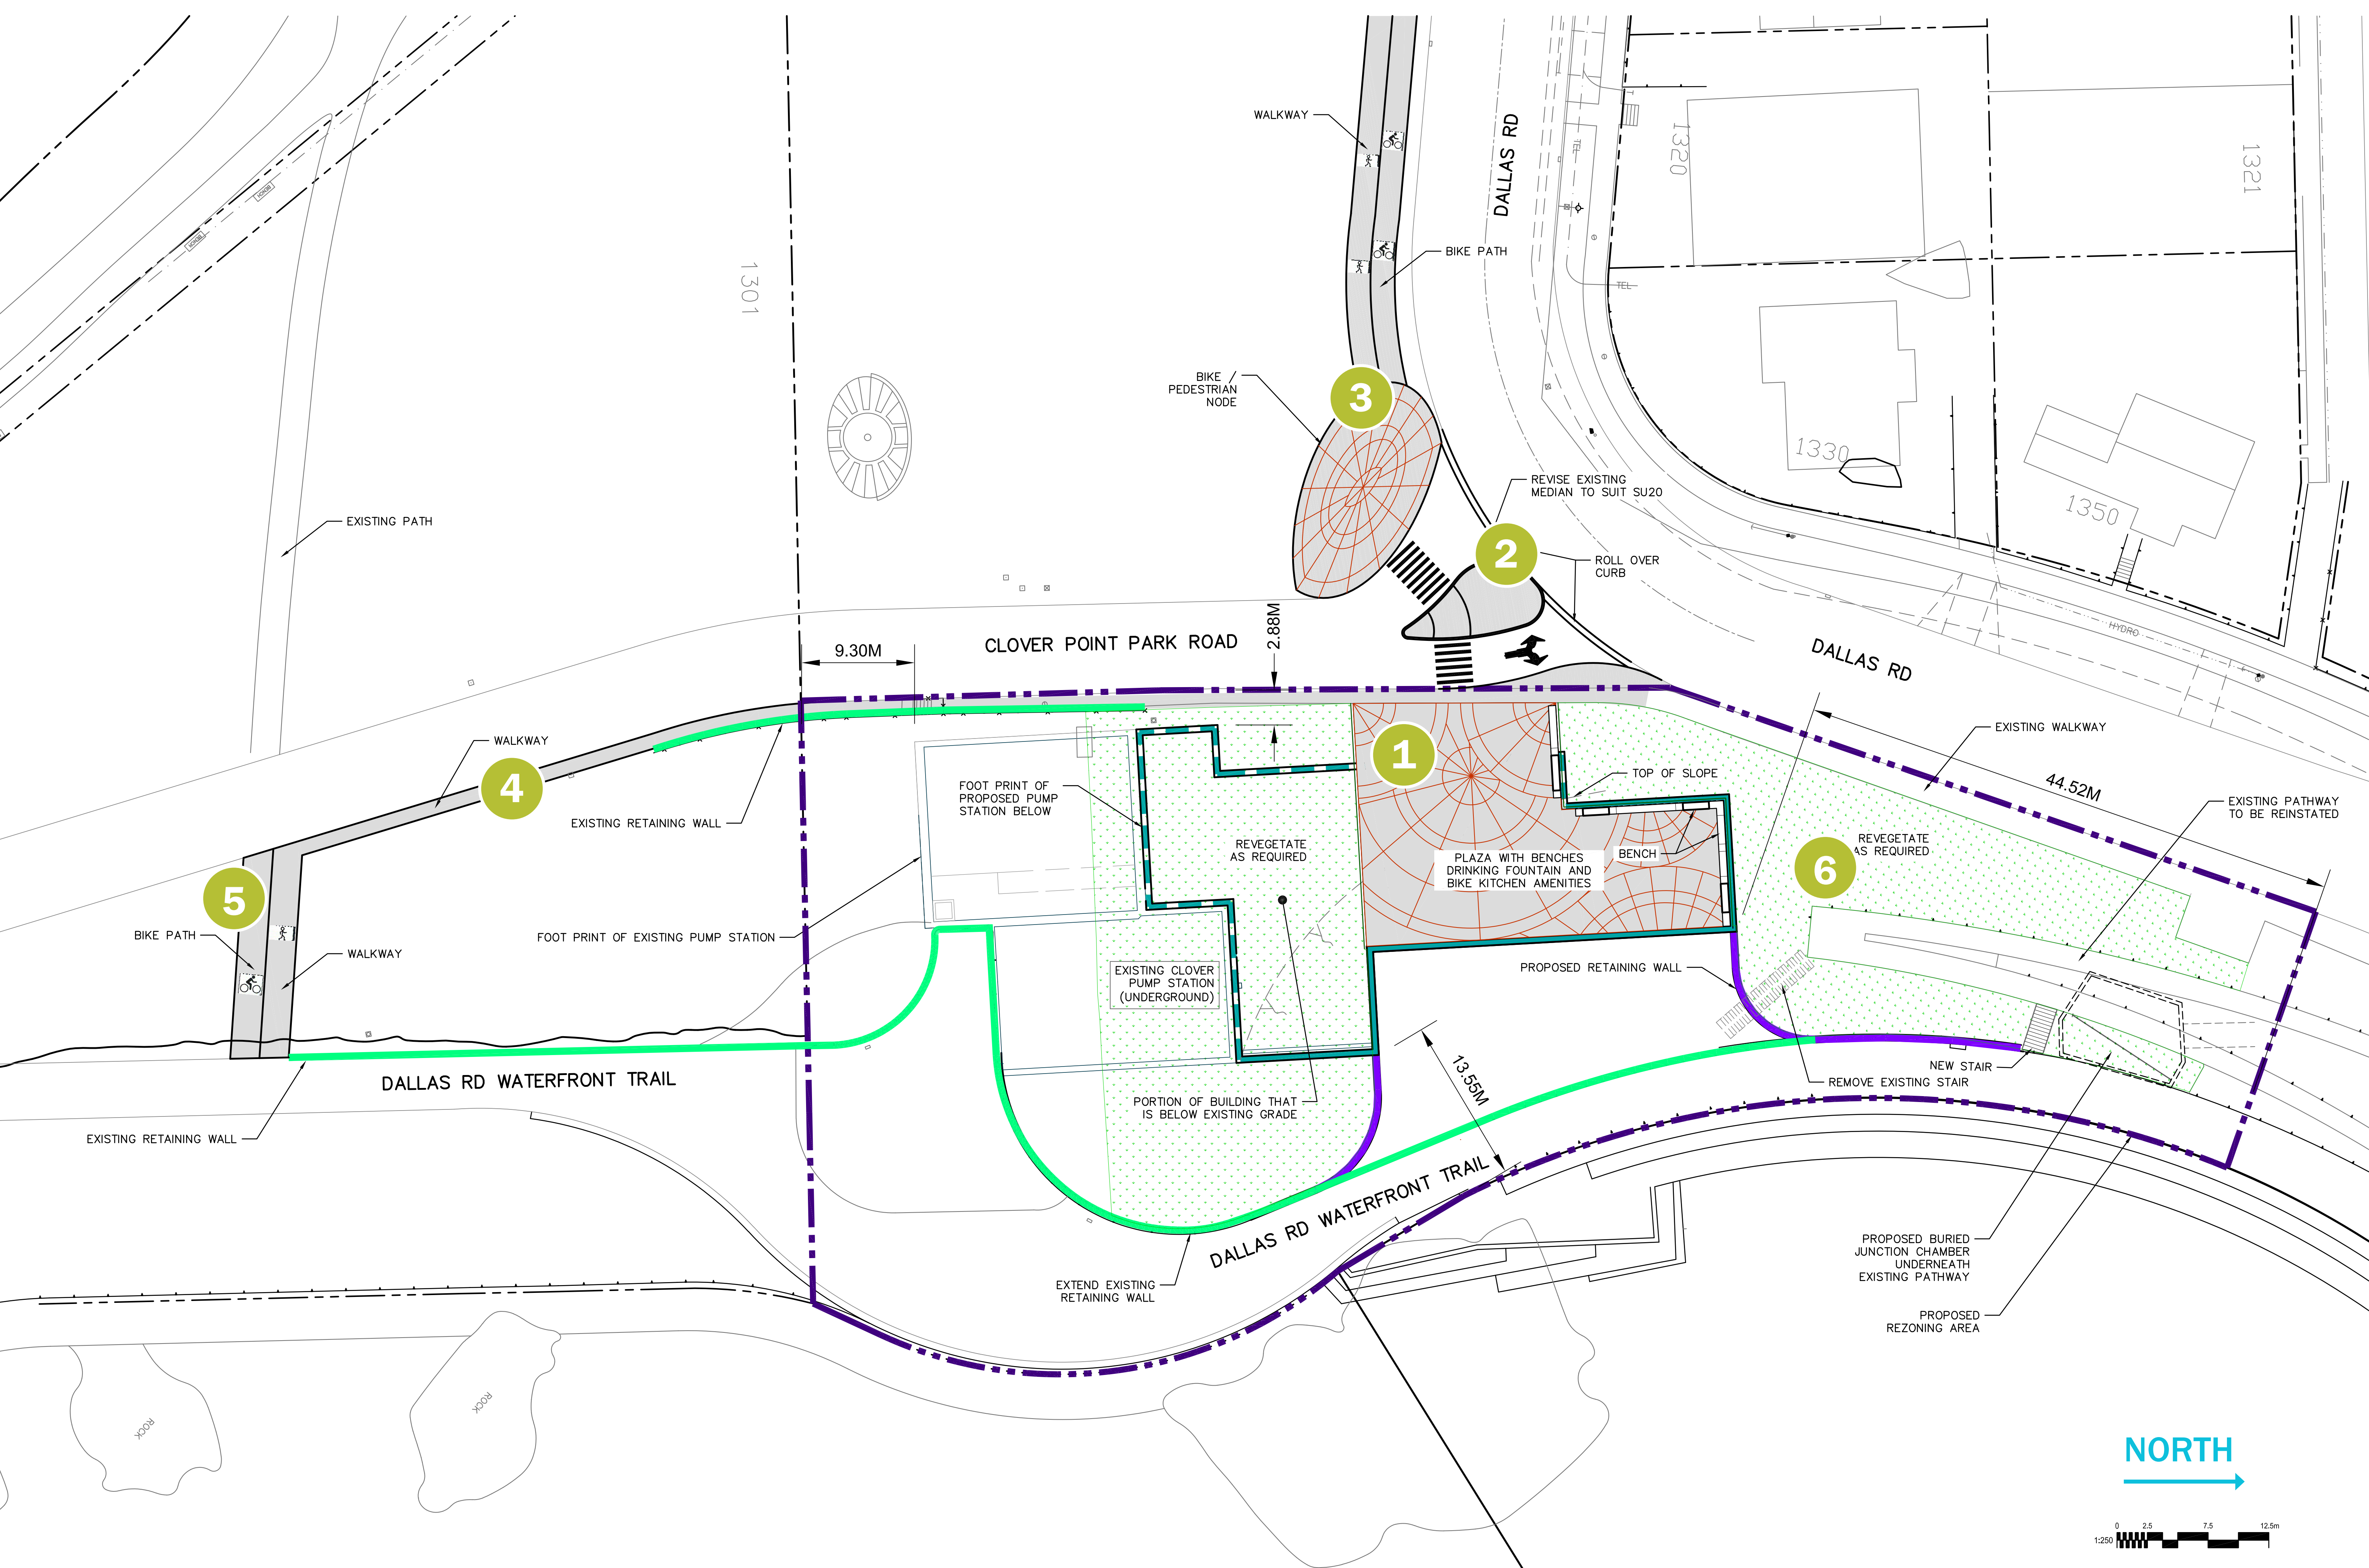 WALKWAY
DALLAS RD
TEL
1320
1321
BENCH
BENCH
BIKE PATH
1301
TEL
BIKE /
PEDESTRIAN
NODE
3
1330
REVISE EXISTING
MEDIAN TO SUIT SU20
1350
EXISTING PATH
2
ROLL OVER
CURB
HYDRO
2.88M
CLOVER POINT PARK ROAD
9.30M
DALLAS RD
EXISTING WALKWAY
WALKWAY
1
4
TOP OF SLOPE
44.52M
FOOT PRINT OF
PROPOSED PUMP
STATION BELOW
EXISTING PATHWAY
TO BE REINSTATED
EXISTING RETAINING WALL
REVEGETATE
AS REQUIRED
REVEGETATE
AS REQUIRED
BENCH
PLAZA WITH BENCHES
DRINKING FOUNTAIN AND
BIKE KITCHEN AMENITIES
6
5
BIKE PATH
FOOT PRINT OF EXISTING PUMP STATION
WALKWAY
PROPOSED RETAINING WALL
EXISTING CLOVER
PUMP STATION
(UNDERGROUND)
DALLAS RD WATERFRONT TRAIL
13.55M
NEW STAIR
REMOVE EXISTING STAIR
PORTION OF BUILDING THAT
IS BELOW EXISTING GRADE
EXISTING RETAINING WALL
DALLAS RD WATERFRONT TRAIL
PROPOSED BURIED
JUNCTION CHAMBER
UNDERNEATH
EXISTING PATHWAY
EXTEND EXISTING
RETAINING WALL
PROPOSED
REZONING AREA
ROCK
ROCK
NORTH
0 2.5 7.5 12.5m
1:250